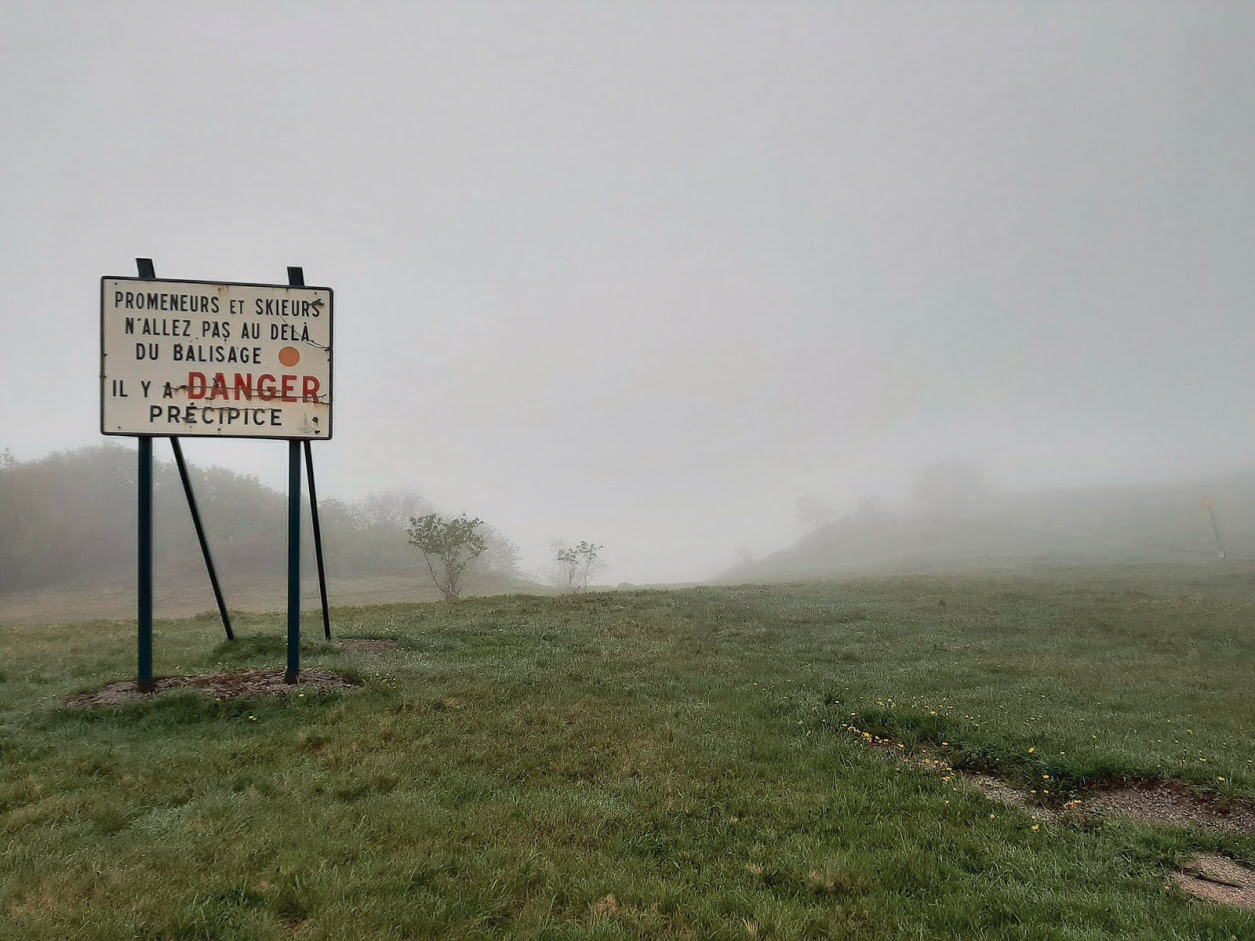 PROMENEURS ET SKIEURS
N'ALLEZ PAS AU DELÀ
DU BALISAGE
IL Y A DANGER
PRÉCIPICE